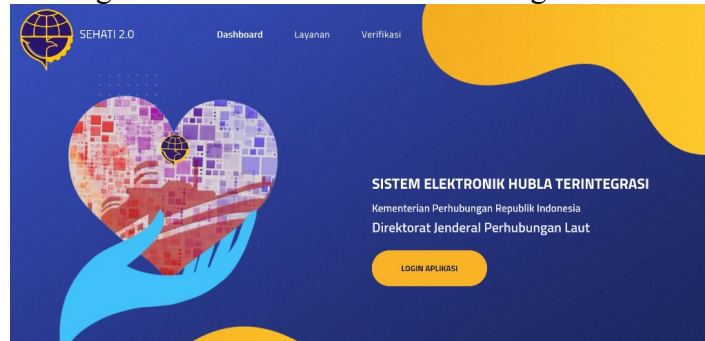 SEHATI 2.0
Dashboard Layanan Verifikasi
SISTEM ELEKTRONIK HUBLA TERINTEGRASI
Kementerian Perhubungan Republik Indonesia
Direktorat Jenderal Perhubungan Laut
LOGIN APLIKASI